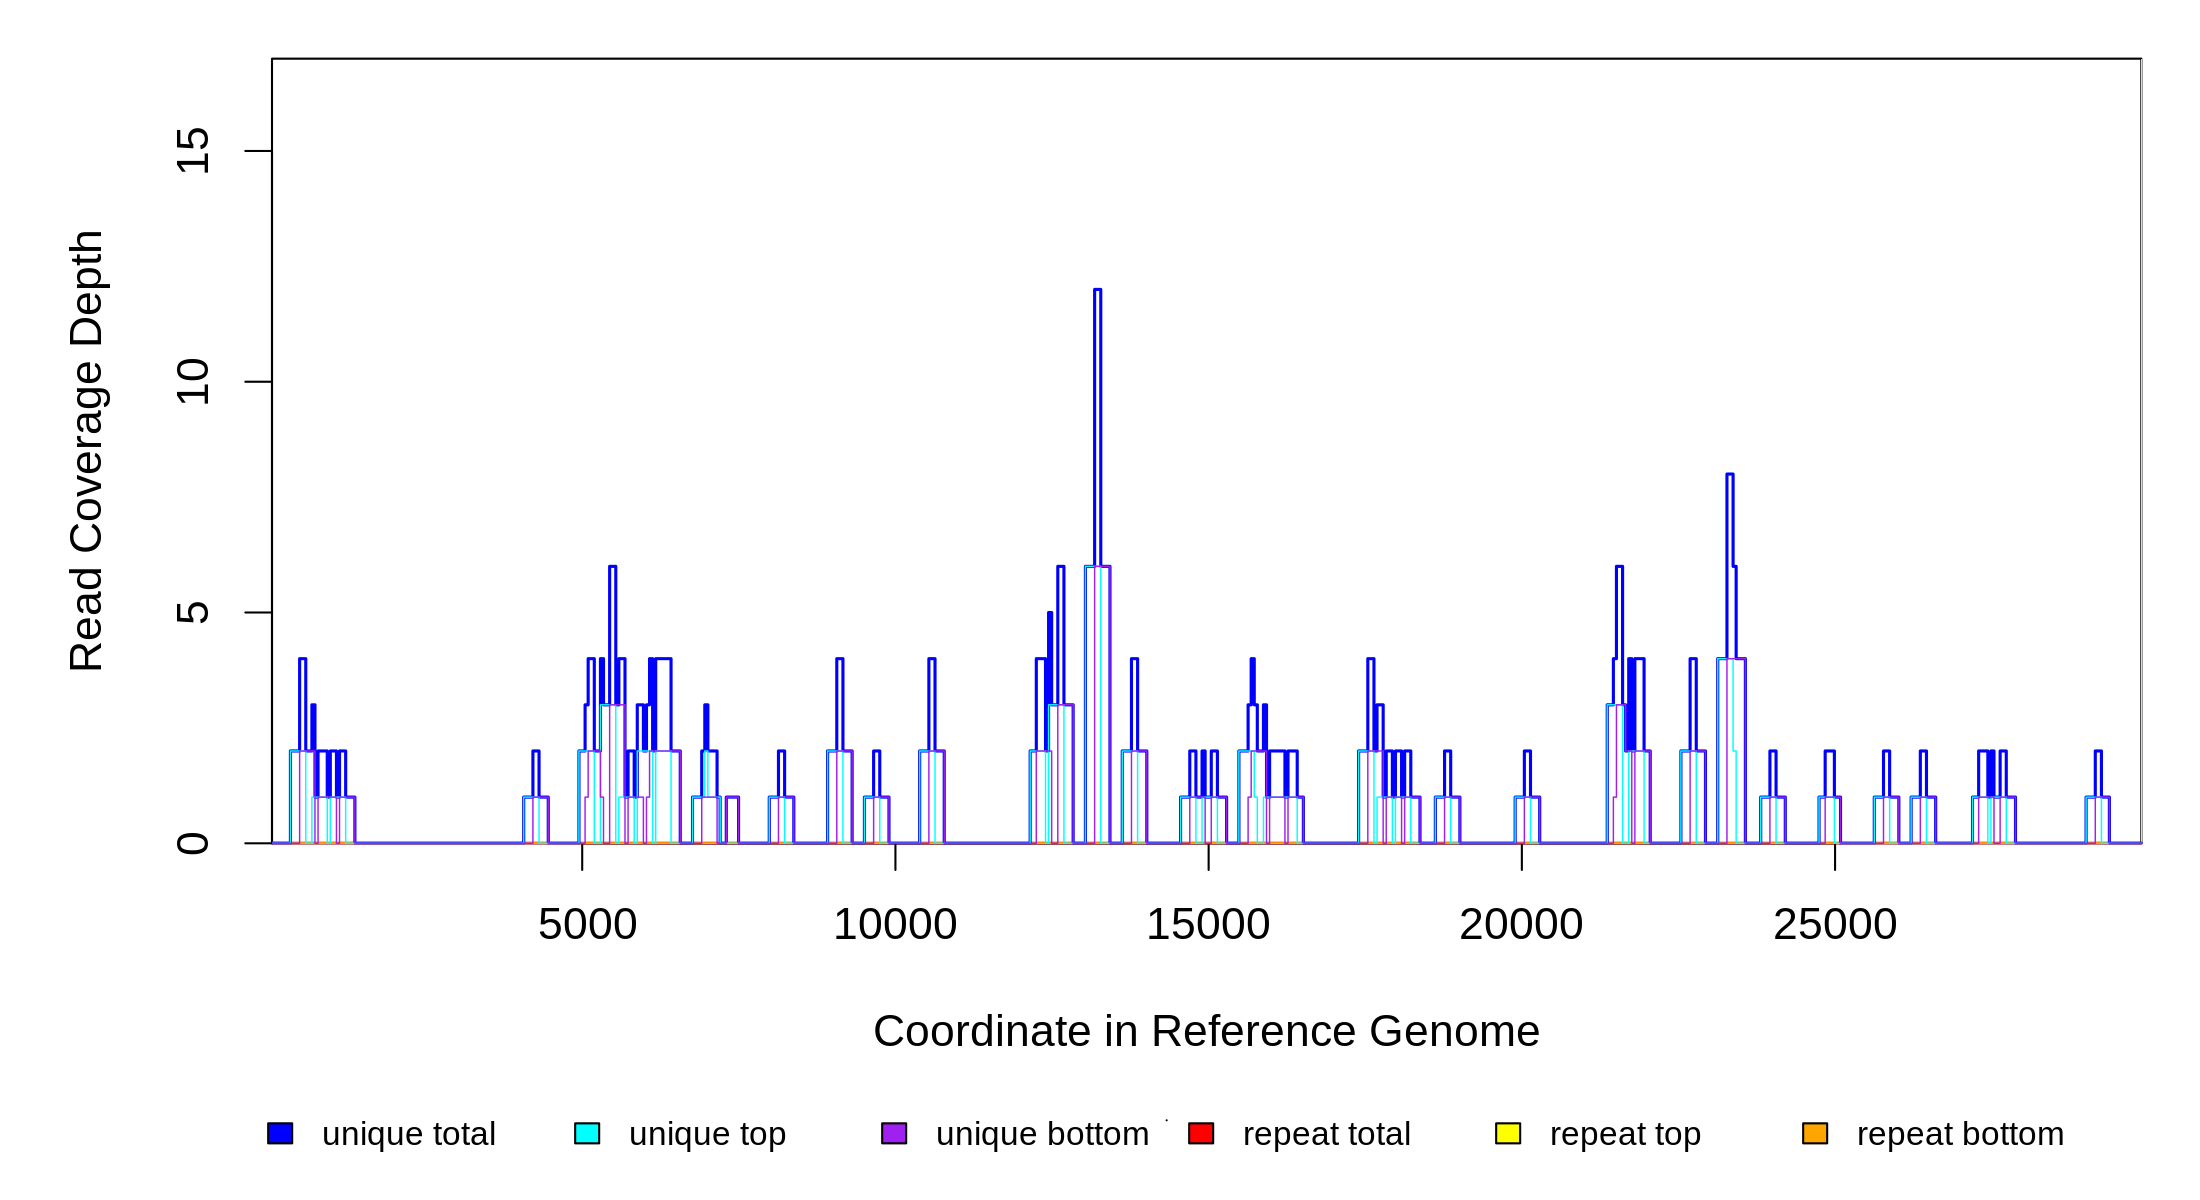 Read Coverage Depth
15
10
5
0
5000 10000 15000 20000 25000
Coordinate in Reference Genome
unique total unique top unique bottom repeat total repeat top repeat bottom